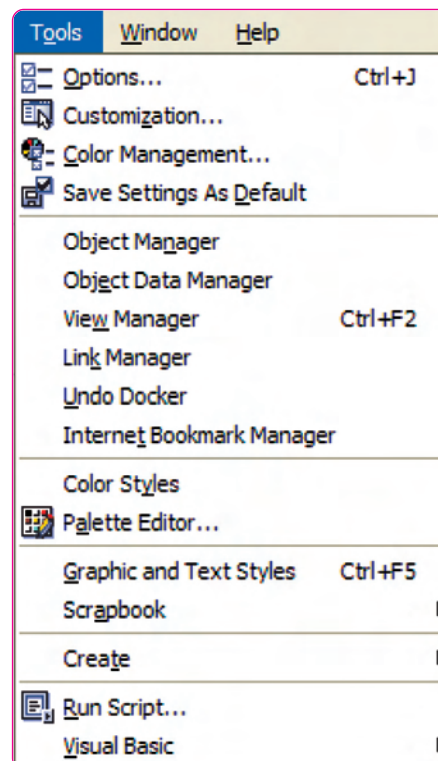 Tools Window Help
Options... Ctrl+J
Customization...
Color Management...
Save Settings As Default
Object Manager
Object Data Manager
View Manager Ctrl+F2
Link Manager
Undo Docker
Internet Bookmark Manager
Color Styles
Palette Editor...
Graphic and Text Styles Ctrl+F5
Scrapbook
Create
Run Script...
Visual Basic